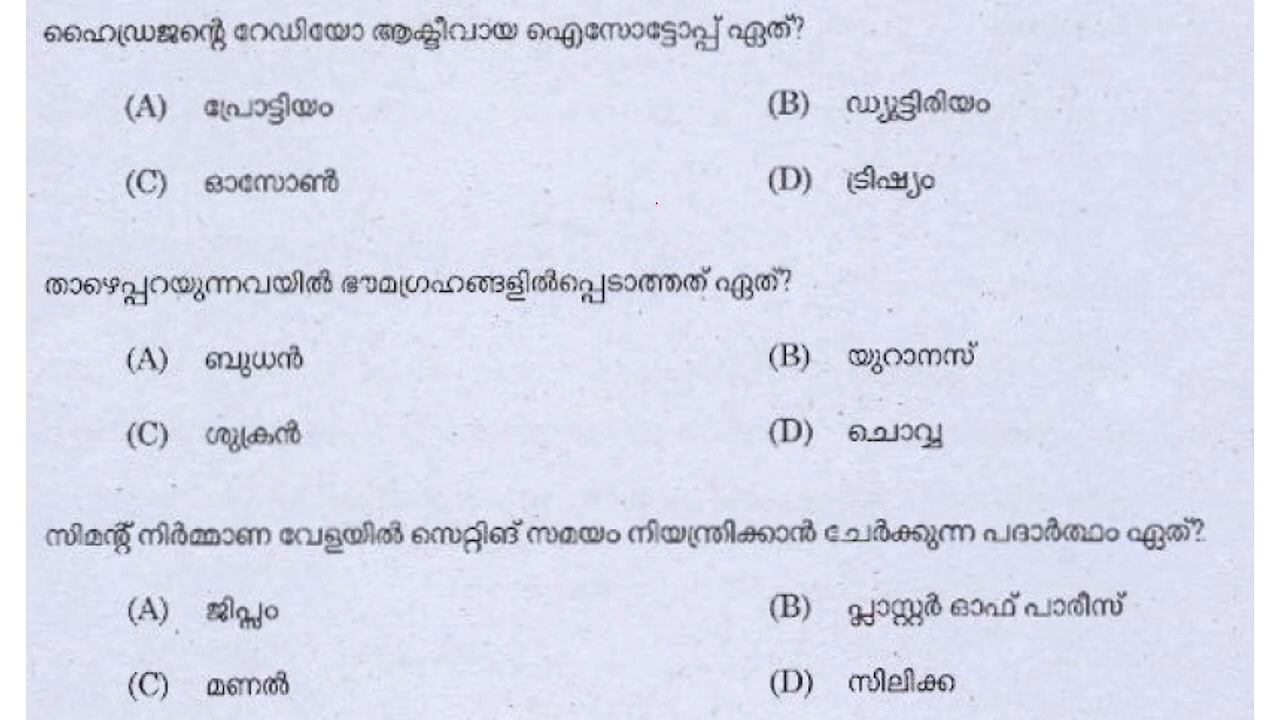 ഹൈഡ്രജന്റെ റേഡിയോ ആക്ടീവായ ഐസോട്ടോപ്പ് ഏത്?
(A) പ്രോട്ടിയം (B) ഡ്യൂട്ടിരിയം
(C) ഓസോൺ (D) ട്രിഷ്യം
താഴെപ്പറയുന്നവയിൽ ഭൗമഗ്രഹങ്ങളിൽപ്പെടാത്തത് ഏത്?
(A) ബുധൻ (B) യുറാനസ്
(C) ശുക്രൻ (D) ചൊവ്വ
സിമന്റ് നിർമ്മാണ വേളയിൽ സെറ്റിങ് സമയം നിയന്ത്രിക്കാൻ ചേർക്കുന്ന പദാർത്ഥം ഏത്?
(A) ജിപ്സം (B) പ്ലാസ്റ്റർ ഓഫ് പാരീസ്
(C) മണൽ (D) സിലിക്ക